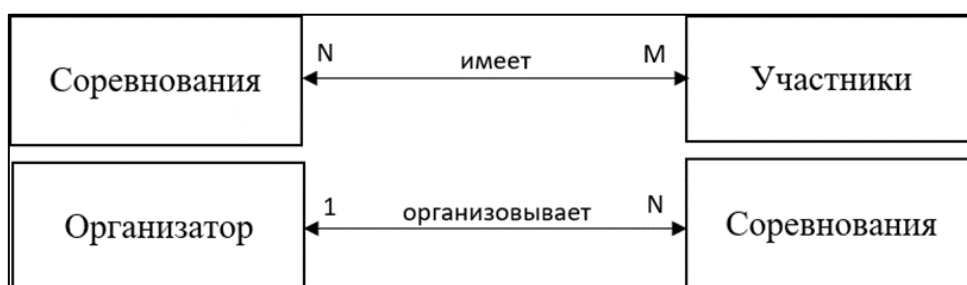 Соревнования N имеет M Участники
Организатор 1 организовывает N Соревнования